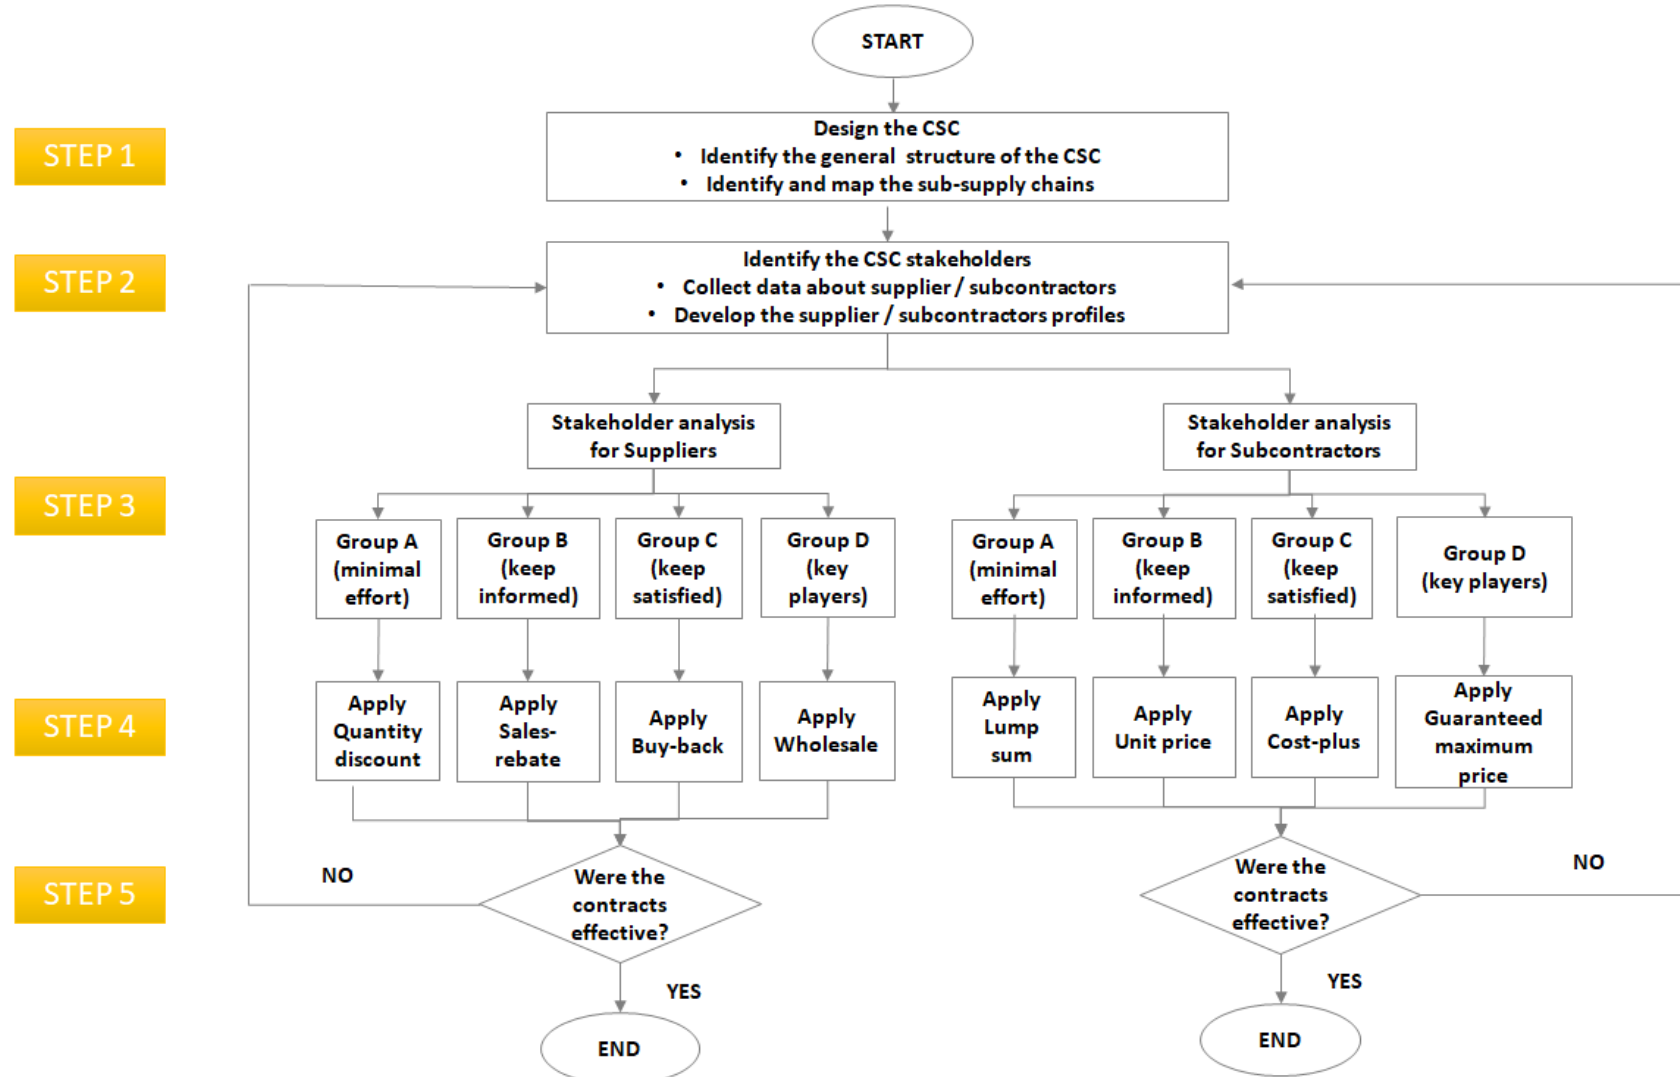 START
STEP 1
Design the CSC
• Identify the general structure of the CSC
• Identify and map the sub-supply chains
STEP 2
Identify the CSC stakeholders
• Collect data about supplier / subcontractors
• Develop the supplier / subcontractors profiles
Stakeholder analysis
for Suppliers
Stakeholder analysis
for Subcontractors
STEP 3
Group A
(minimal
effort)
Group B
(keep
informed)
Group C
(keep
satisfied)
Group D
(key
players)
Group A
(minimal
effort)
Group B
(keep
informed)
Group C
(keep
satisfied)
Group D
(key players)
STEP 4
Apply
Quantity
discount
Apply
Sales-
rebate
Apply
Buy-back
Apply
Wholesale
Apply
Lump
sum
Apply
Unit price
Apply
Cost-plus
Apply
Guaranteed
maximum
price
STEP 5
NO
Were the
contracts
effective?
YES
END
Were the
contracts
effective?
NO
YES
END